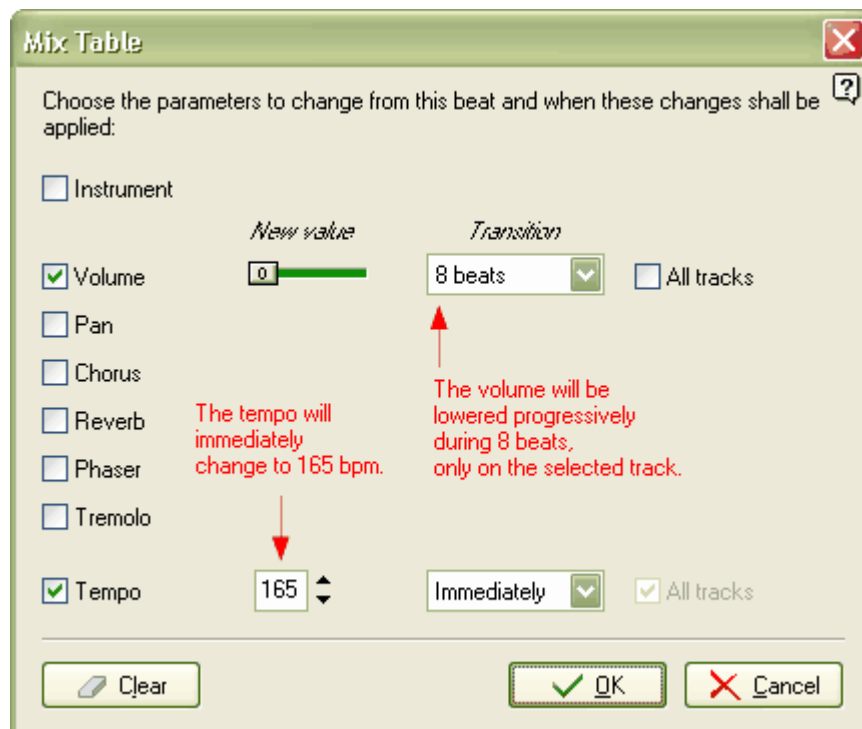 Mix Table
Choose the parameters to change from this beat and when these changes shall be
applied:
Instrument
New value Transition
Volume 0 8 beats All tracks
Pan
Chorus
The volume will be
lowered progressively
during 8 beats,
only on the selected track.
Reverb
The tempo will
immediately
change to 165 bpm.
Phaser
Tremolo
Tempo 165 Immediately All tracks
Clear OK Cancel